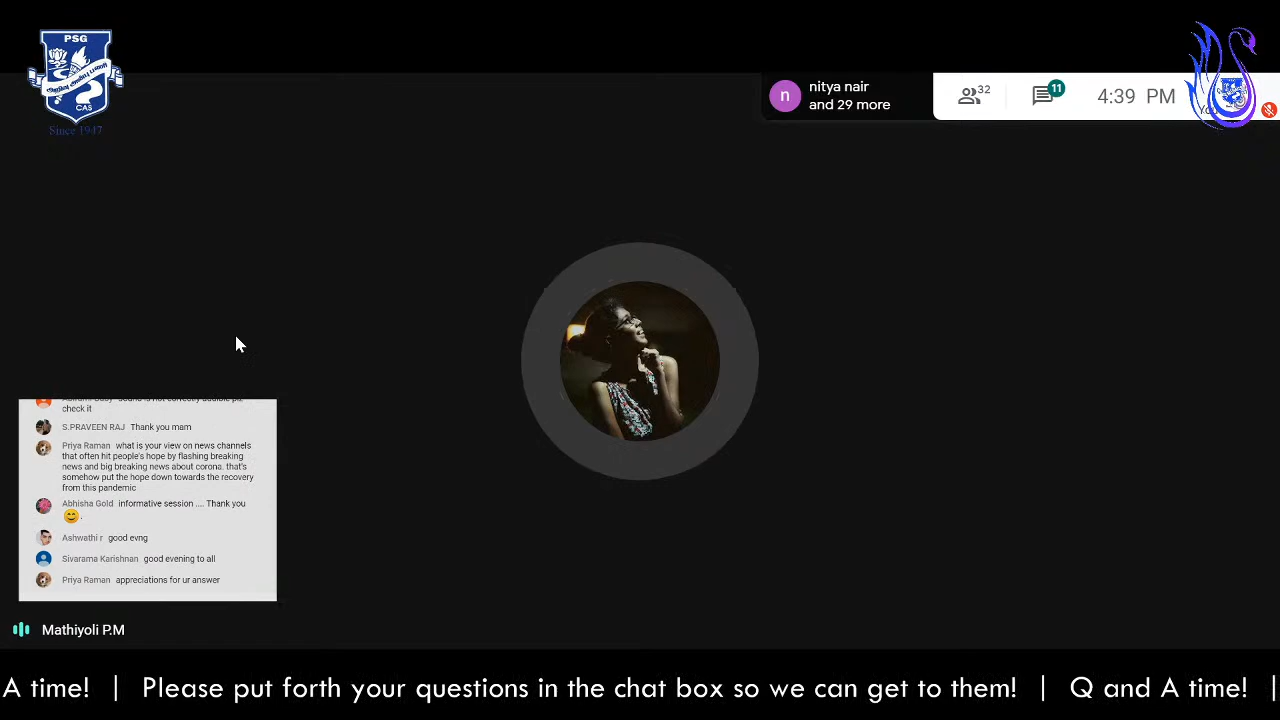 PSG
CAS
Since 1947
nitya nair
and 29 more
n
32
11
4:39 PM
check it
S.PRAVEEN RAJ Thank you mam
Priya Raman what is your view on news channels
that often hit people's hope by flashing breaking
news and big breaking news about corona. that's
somehow put the hope down towards the recovery
from this pandemic
Abhisha Gold informative session .... Thank you
😊.
Ashwathi r good evng
Sivarama Karishnan good evening to all
Priya Raman appreciations for ur answer
Mathiyoli P.M
A time! | Please put forth your questions in the chat box so we can get to them! | Q and A time! |